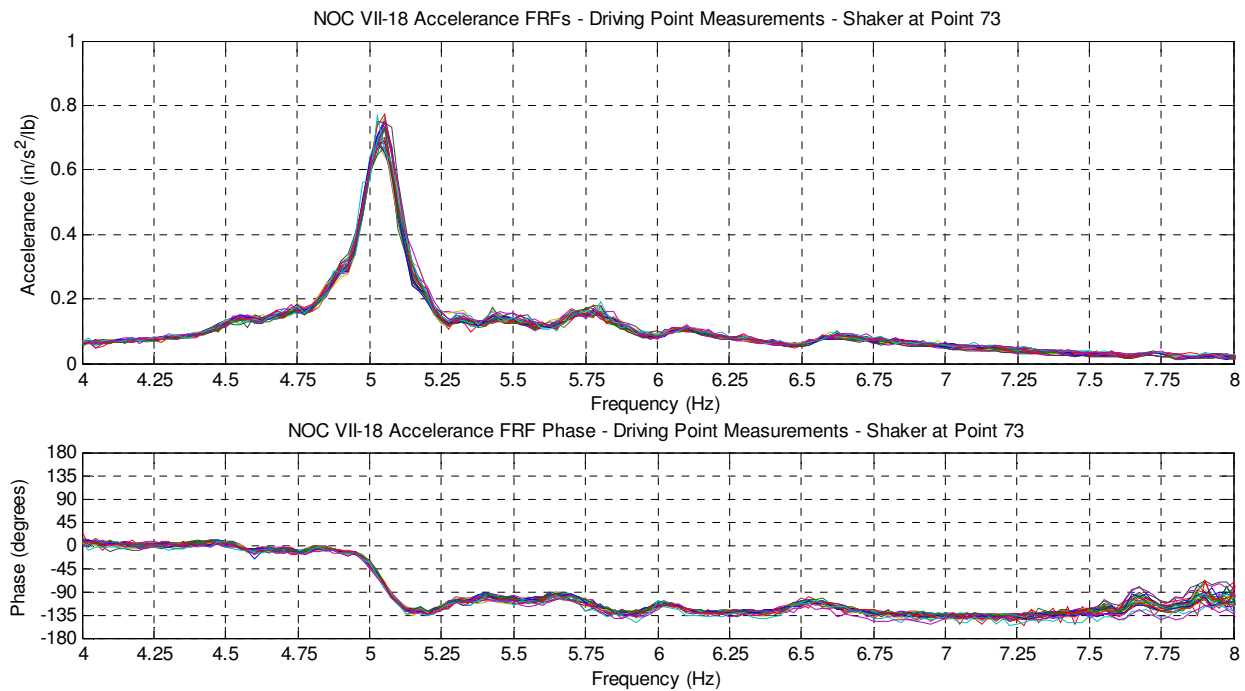 NOC VII-18 Accelerance FRFs - Driving Point Measurements - Shaker at Point 73
Accelerance (in/s²/lb)
1
0.8
0.6
0.4
0.2
0
4 4.25 4.5 4.75 5 5.25 5.5 5.75 6 6.25 6.5 6.75 7 7.25 7.5 7.75 8
Frequency (Hz)
NOC VII-18 Accelerance FRF Phase - Driving Point Measurements - Shaker at Point 73
Phase (degrees)
180
135
90
45
0
-45
-90
-135
-180
4 4.25 4.5 4.75 5 5.25 5.5 5.75 6 6.25 6.5 6.75 7 7.25 7.5 7.75 8
Frequency (Hz)